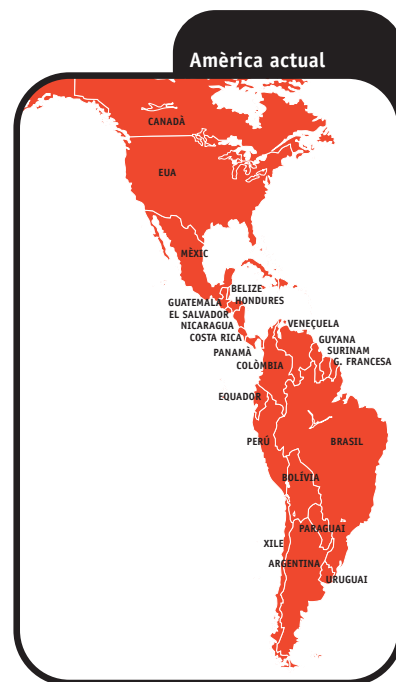 Amèrica actual
CANADÀ
EUA
MÈXIC
BELIZE
GUATEMALA
HONDURES
EL SALVADOR
NICARAGUA
COSTA RICA
PANAMÀ
VENEÇUELA
GUYANA
SURINAM
G. FRANCESA
COLÒMBIA
EQUADOR
PERÚ
BRASIL
BOLÍVIA
PARAGUAI
XILE
ARGENTINA
URUGUAI